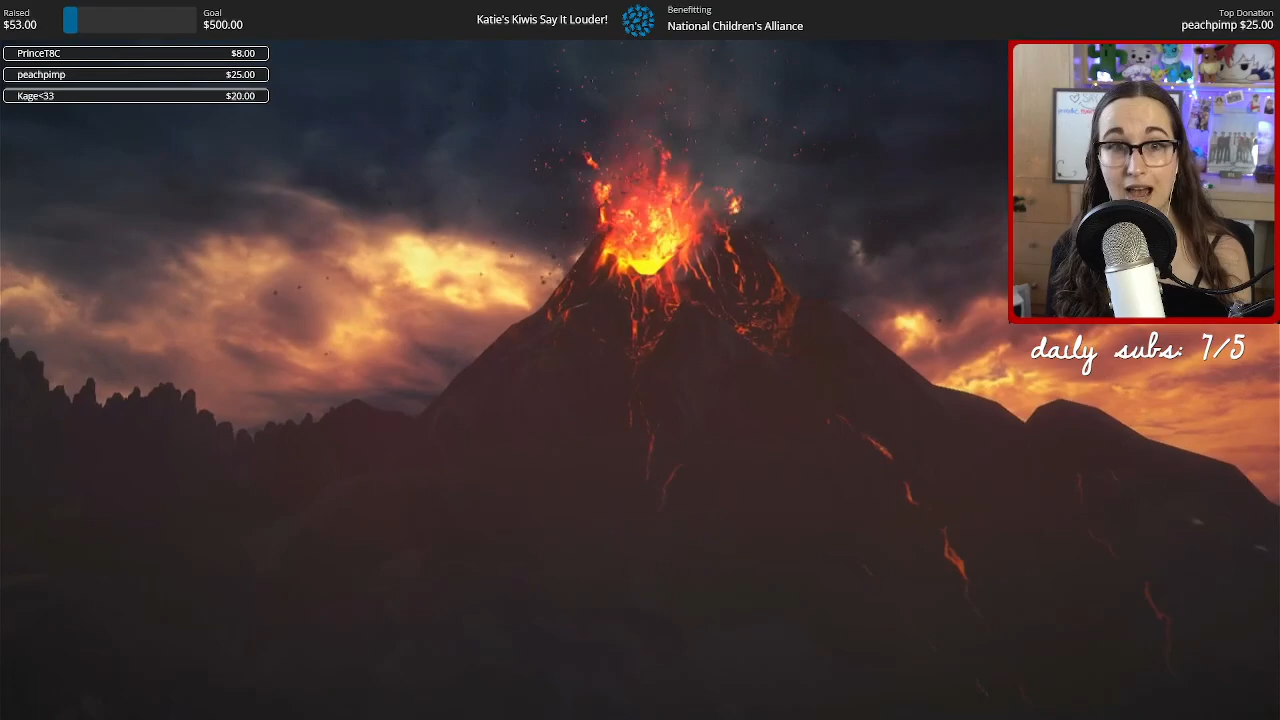 Raised
$53.00
Goal
$500.00
Katie's Kiwis Say It Louder!
Benefitting
National Children's Alliance
Top Donation
peachpimp $25.00
PrinceT8C $8.00
peachpimp $25.00
Kage<33 $20.00
daily subs: 7/5